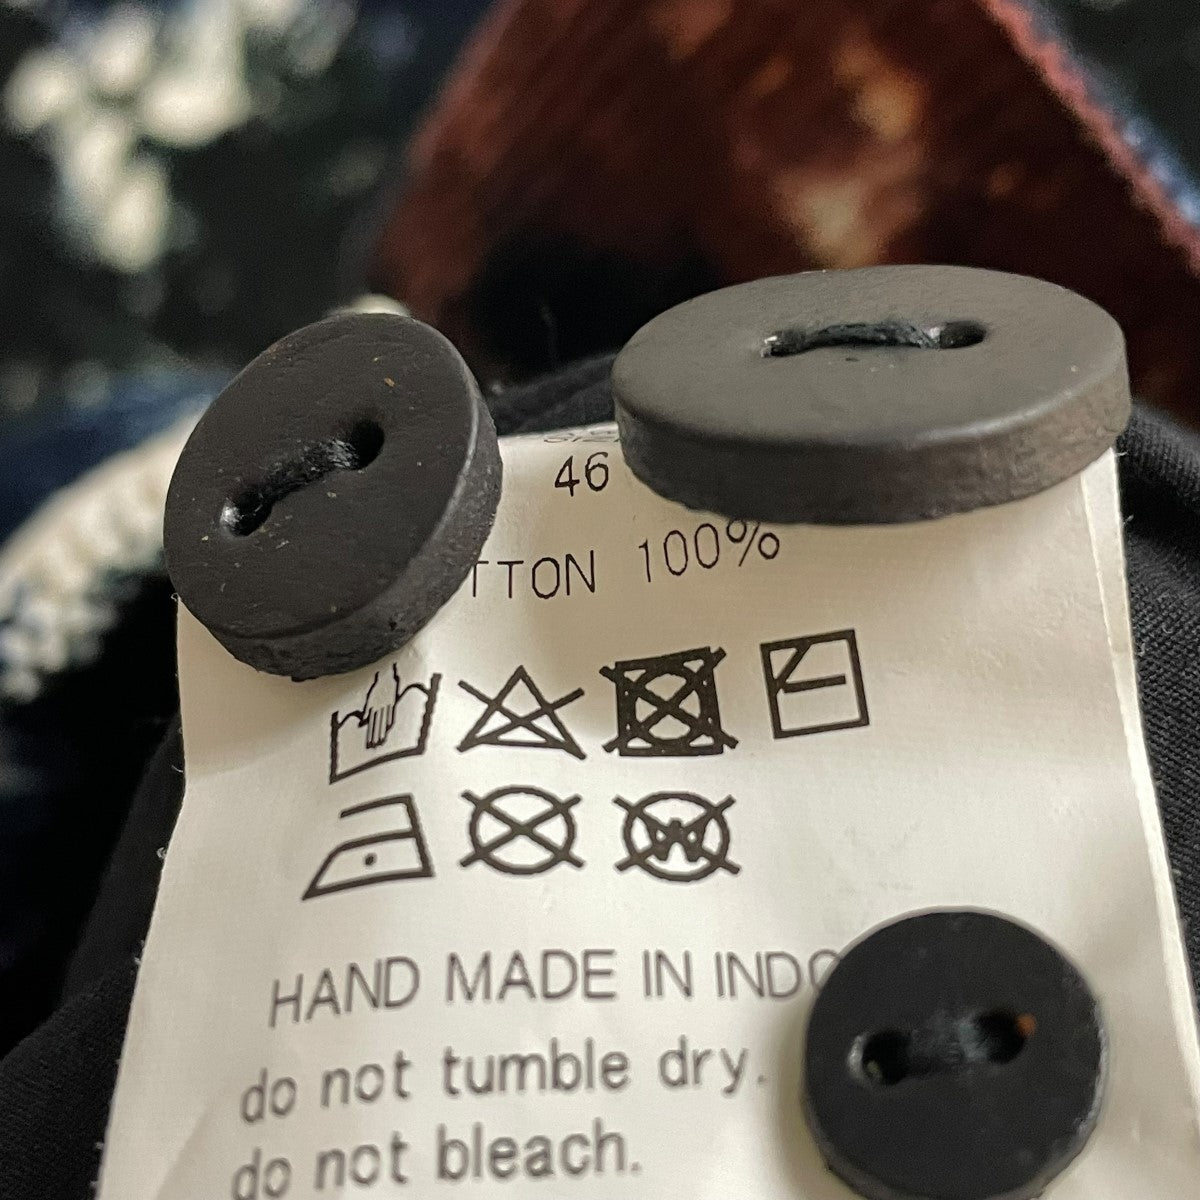 46
TTON 100%
HAND MADE IN INDO
do not tumble dry.
do not bleach.